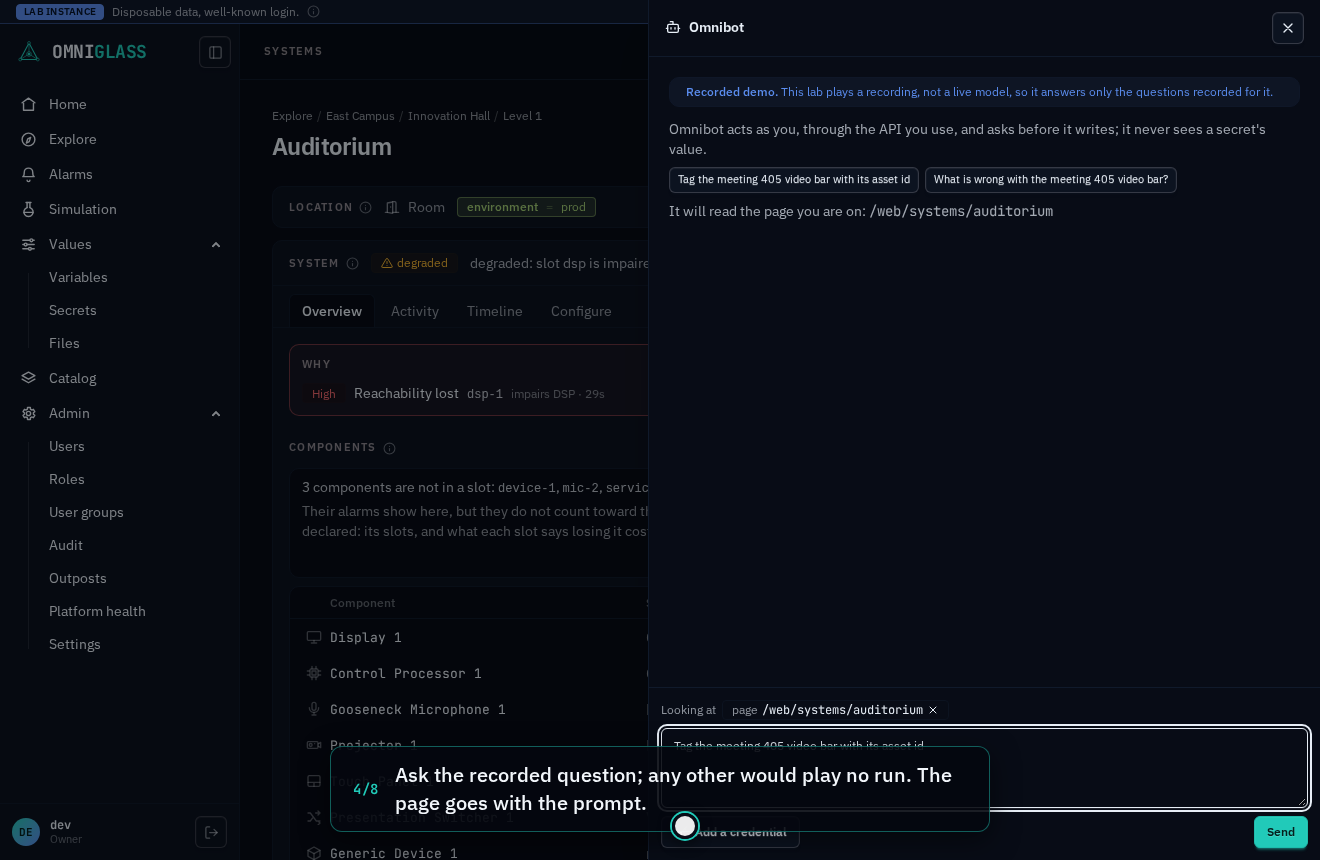 LAB INSTANCE Disposable data, well-known login.
OMNIGLASS
Home
Explore
Alarms
Simulation
Values
Variables
Secrets
Files
Catalog
Admin
Users
Roles
User groups
Audit
Outposts
Platform health
Settings
DE dev
Owner
SYSTEMS
Explore / East Campus / Innovation Hall / Level 1
Auditorium
LOCATION Room environment = prod
SYSTEM degraded degraded: slot dsp is impaire
Overview Activity Timeline Configure
WHY
High Reachability lost dsp-1 impairs DSP · 29s
COMPONENTS
3 components are not in a slot: device-1, mic-2, servic
Their alarms show here, but they do not count toward th
declared: its slots, and what each slot says losing it cos
Component
Display 1
Control Processor 1
Gooseneck Microphone 1
Projector 1
Presentation Switcher 1
Generic Device 1
Omnibot
Recorded demo. This lab plays a recording, not a live model, so it answers only the questions recorded for it.
Omnibot acts as you, through the API you use, and asks before it writes; it never sees a secret's
value.
Tag the meeting 405 video bar with its asset id What is wrong with the meeting 405 video bar?
It will read the page you are on: /web/systems/auditorium
Looking at page /web/systems/auditorium ×
Tag the meeting 405 video bar with its asset id
4/8 Ask the recorded question; any other would play no run. The
page goes with the prompt.
Add a credential
Send